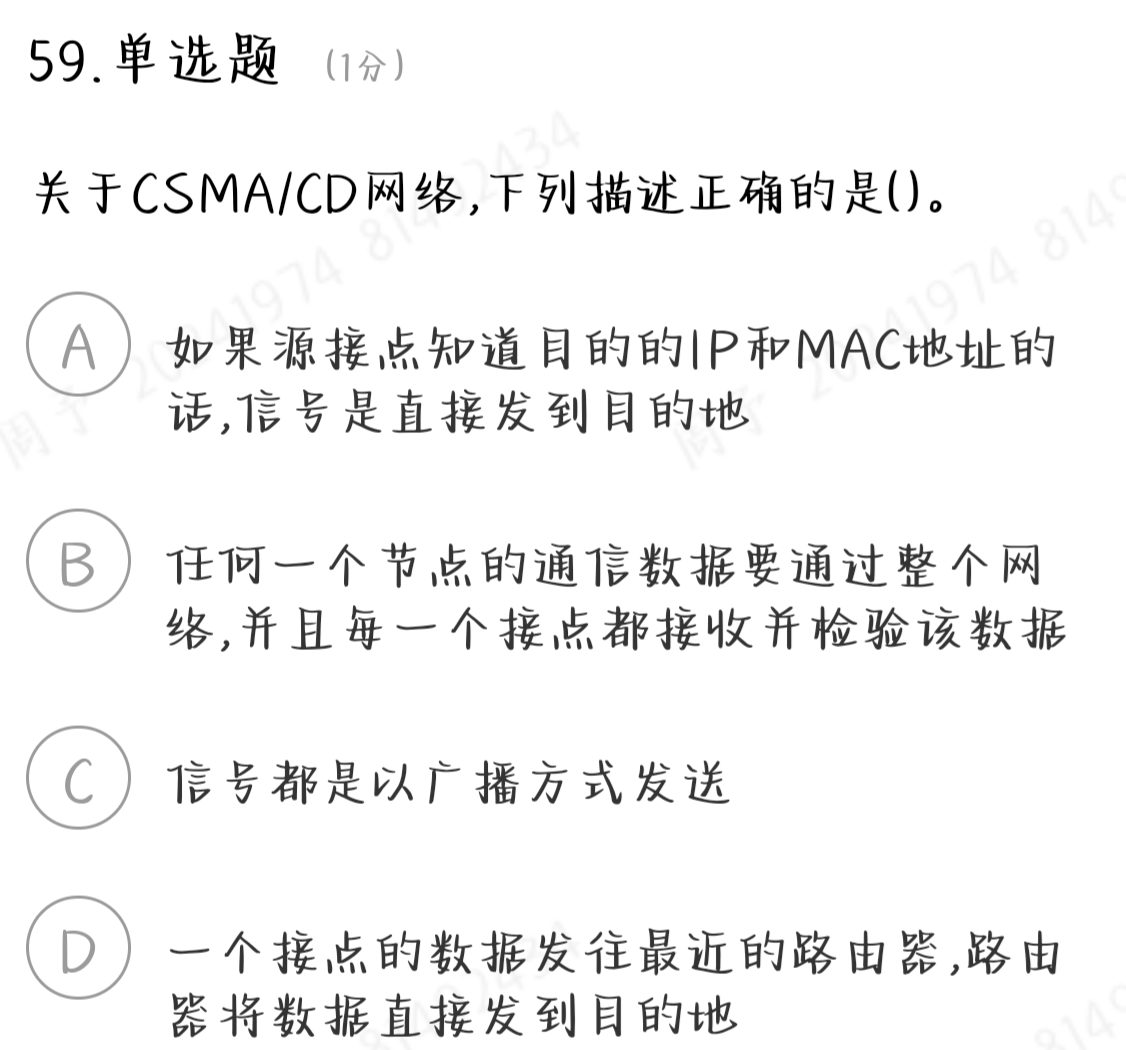 59.单选题 (1分)
关于CSMA/CD网络,下列描述正确的是()。
A 如果源接点知道目的的IP和MAC地址的
话,信号是直接发到目的地
B 任何一个节点的通信数据要通过整个网
络,并且每一个接点都接收并检验该数据
C 信号都是以广播方式发送
D 一个接点的数据发往最近的路由器,路由
器将数据直接发到目的地